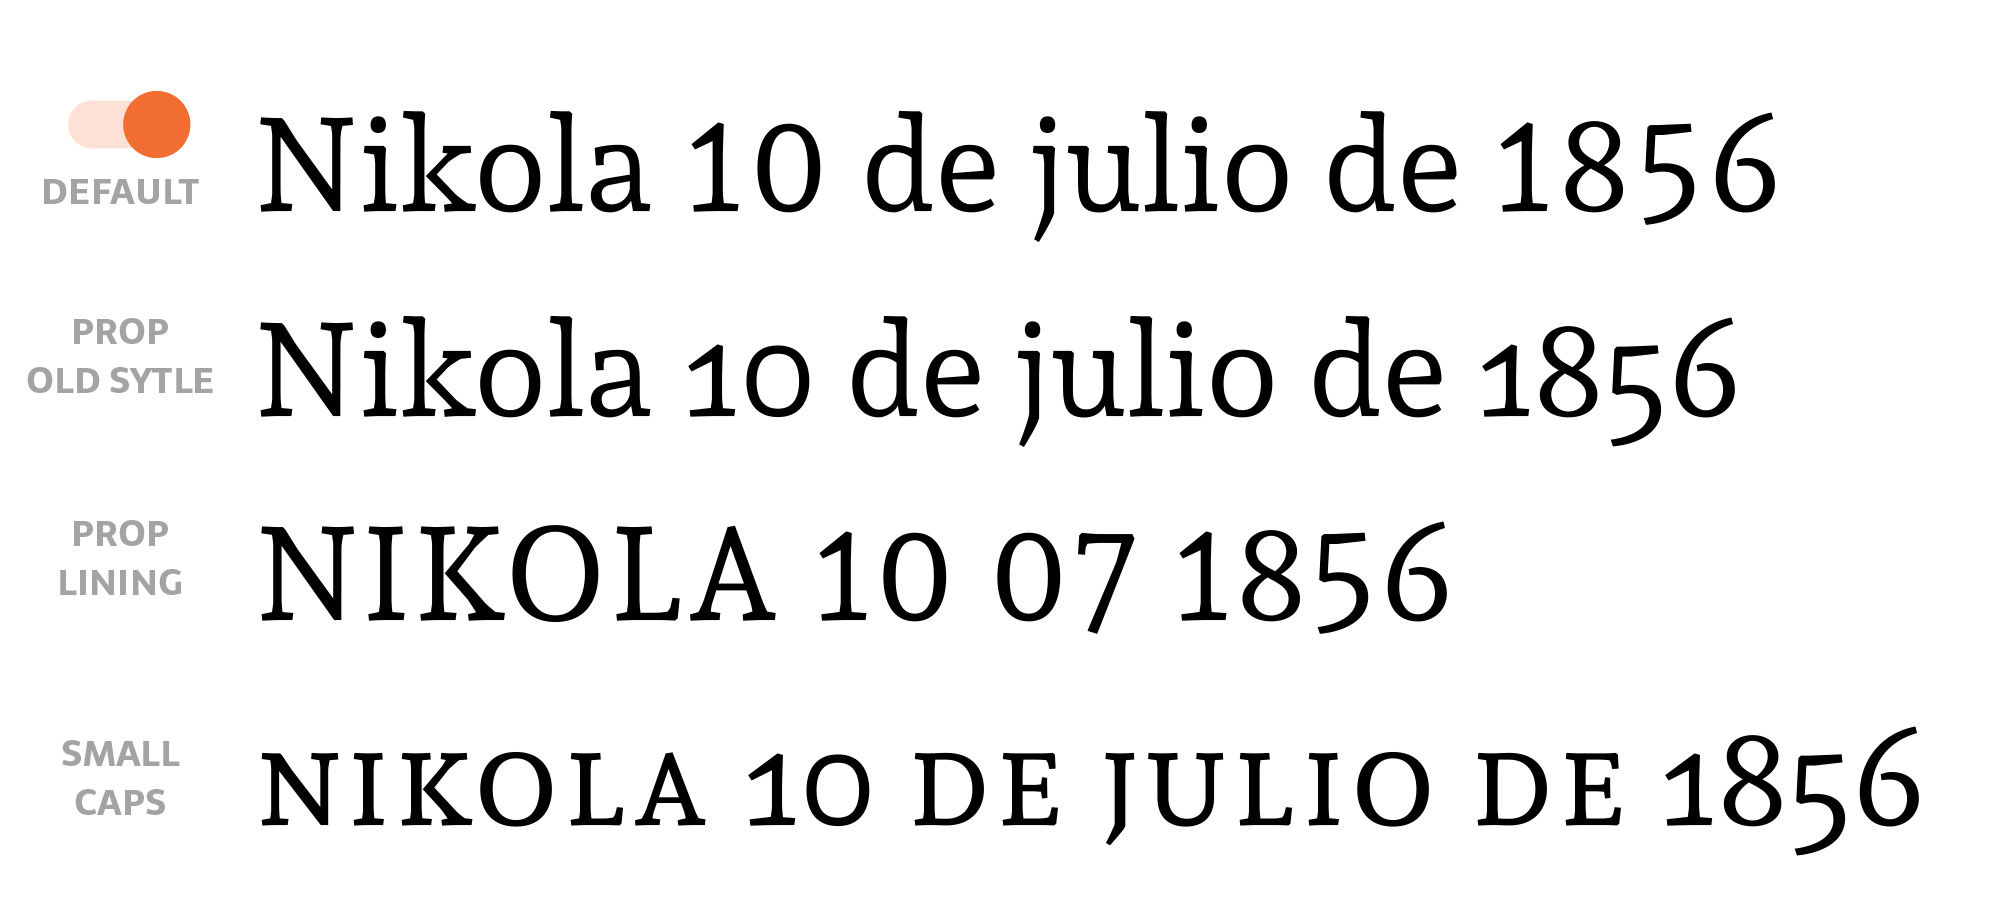 DEFAULT
Nikola 10 de julio de 1856
PROP
OLD SYTLE
Nikola 10 de julio de 1856
PROP
LINING
NIKOLA 10 07 1856
SMALL
CAPS
NIKOLA 10 DE JULIO DE 1856